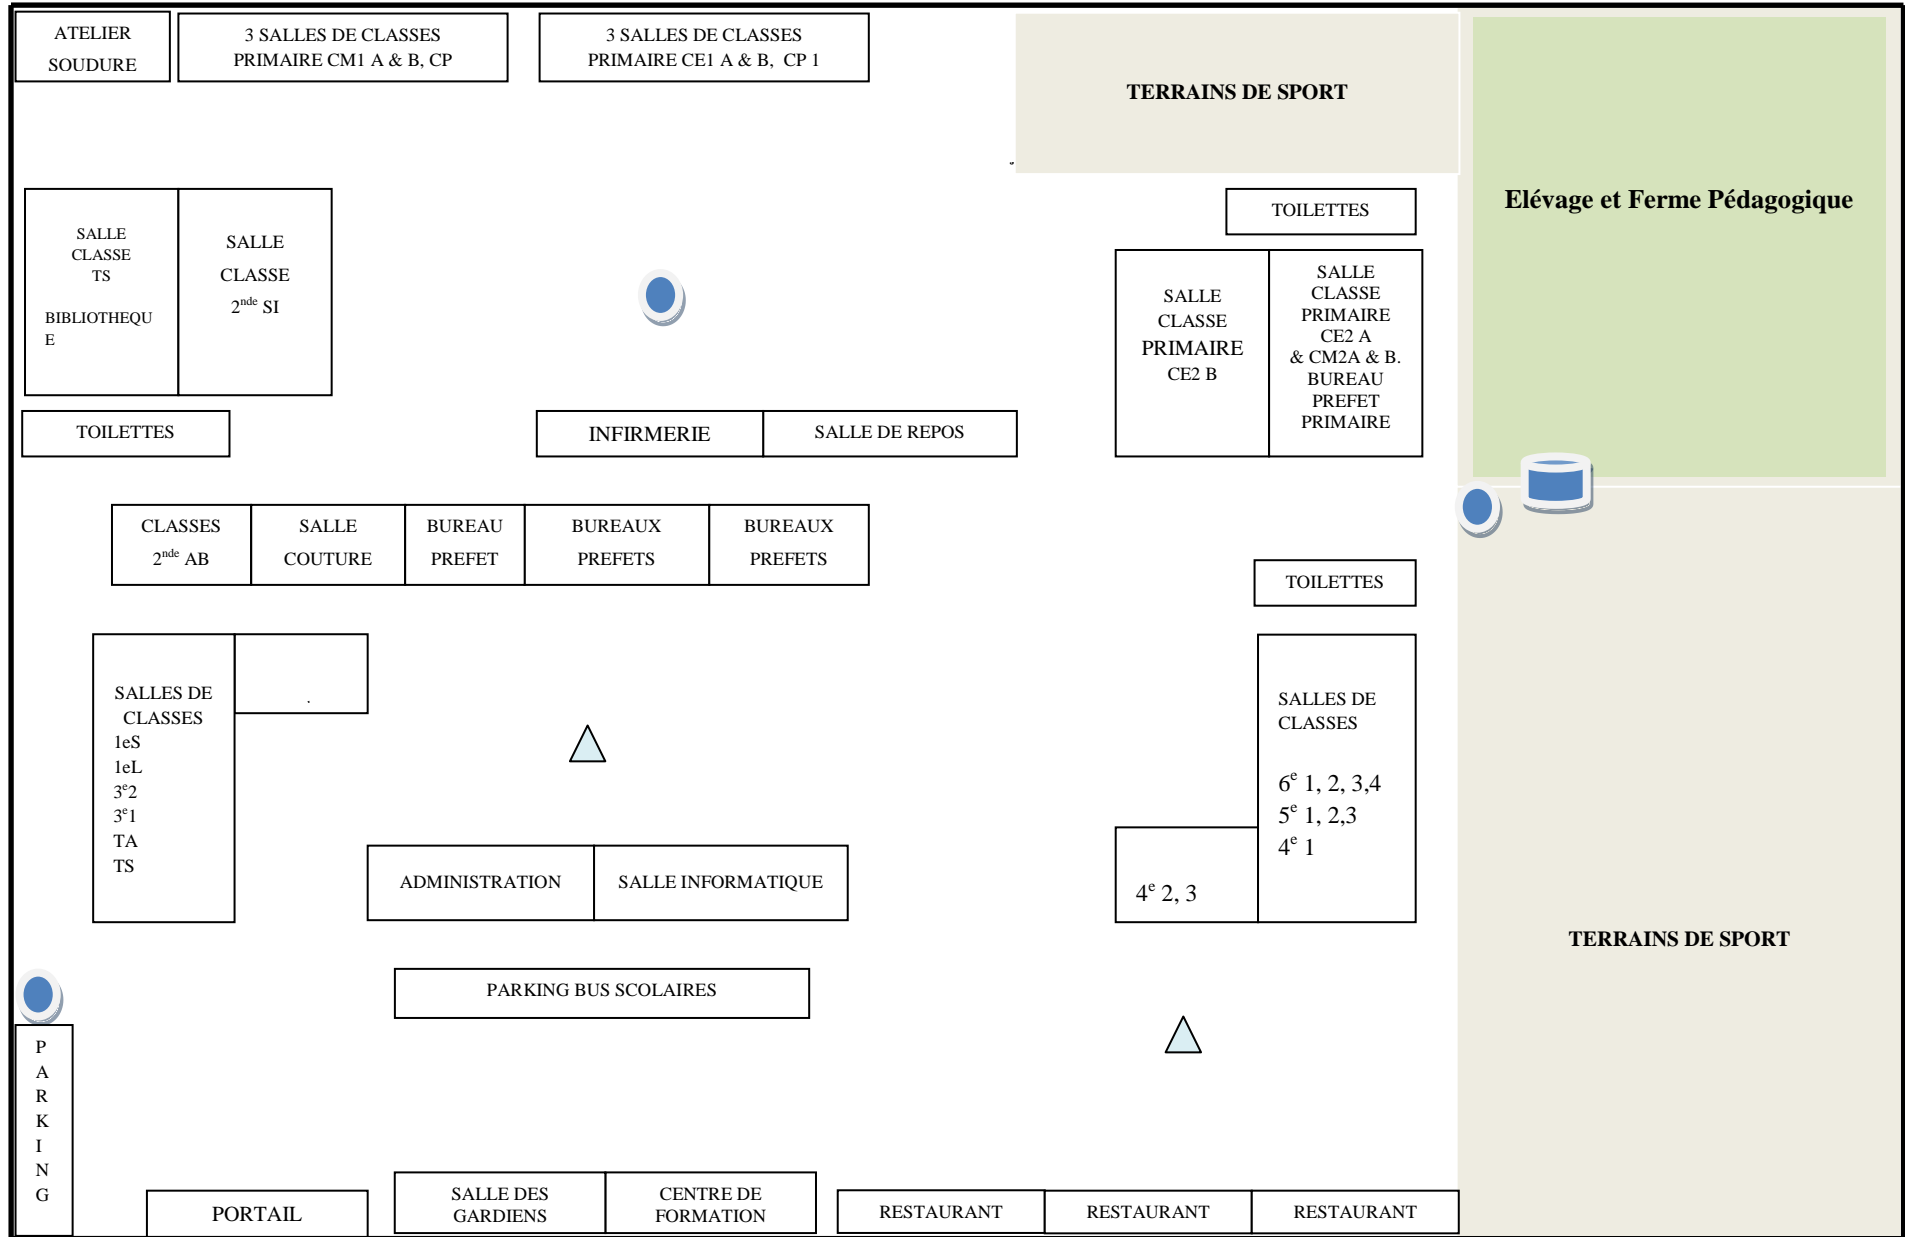 ATELIER
SOUDURE
3 SALLES DE CLASSES
PRIMAIRE CM1 A & B, CP
3 SALLES DE CLASSES
PRIMAIRE CE1 A & B, CP 1
TERRAINS DE SPORT
Elévage et Ferme Pédagogique
SALLE
CLASSE
TS
BIBLIOTHEQU
E
SALLE
CLASSE
2nde SI
TOILETTES
SALLE
CLASSE
PRIMAIRE
CE2 B
SALLE
CLASSE
PRIMAIRE
CE2 A
& CM2A & B.
BUREAU
PREFET
PRIMAIRE
TOILETTES
INFIRMERIE
SALLE DE REPOS
CLASSES
2nde AB
SALLE
COUTURE
BUREAU
PREFET
BUREAUX
PREFETS
BUREAUX
PREFETS
TOILETTES
SALLES DE
CLASSES
1eS
1eL
3e2
3e1
TA
TS
.
SALLES DE
CLASSES
6e 1, 2, 3,4
5e 1, 2,3
4e 1
4e 2, 3
ADMINISTRATION
SALLE INFORMATIQUE
TERRAINS DE SPORT
PARKING BUS SCOLAIRES
P
A
R
K
I
N
G
PORTAIL
SALLE DES
GARDIENS
CENTRE DE
FORMATION
RESTAURANT
RESTAURANT
RESTAURANT